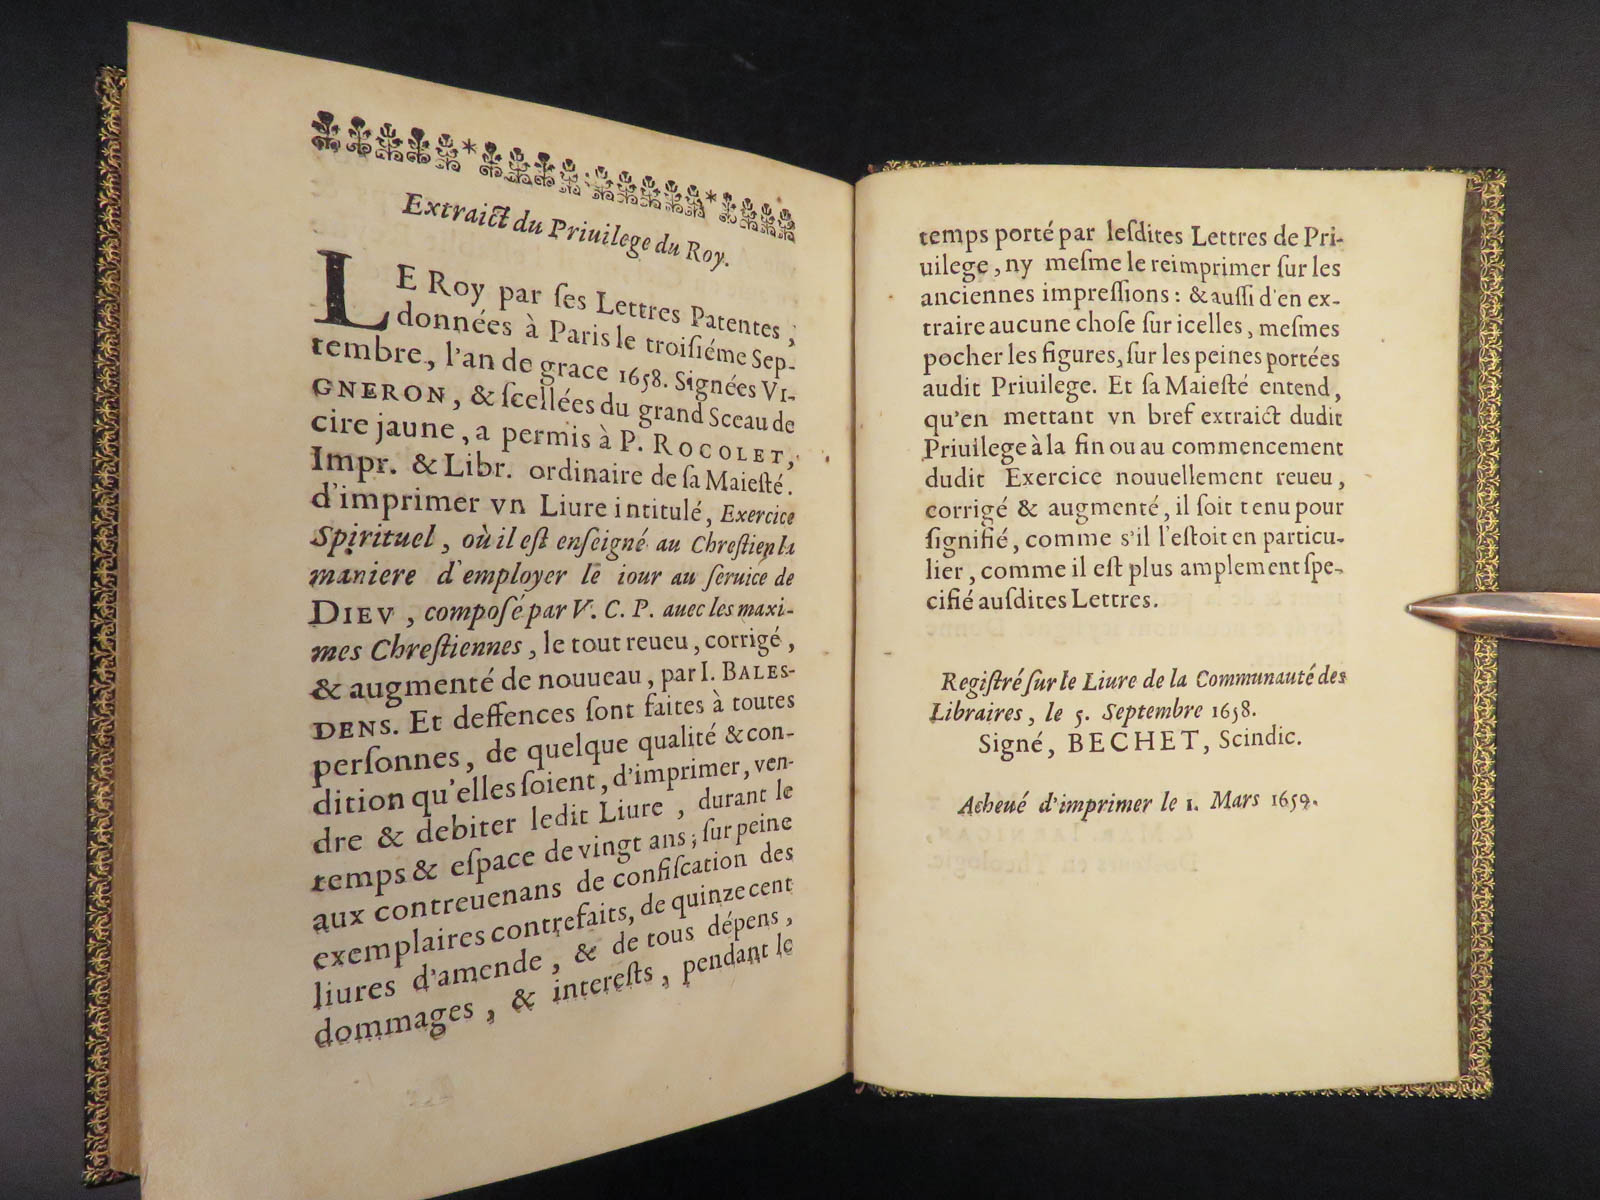 Extraict du Priuilege du Roy.
LE Roy par ſes Lettres Patentes,
données à Paris le troiſiéme Sep-
tembre, l'an de grace 1658. Signées VI-
GNERON, & ſcellées du grand Sceau de
cire jaune, a permis à P. ROCOLET,
Impr. & Libr. ordinaire de ſa Maieſté.
d'imprimer vn Liure intitulé, Exercice
Spirituel, où il eſt enſeigné au Chreſtien la
maniere d'employer le iour au ſeruice de
DIEV, compoſé par V. C. P. auec les maxi-
mes Chreſtiennes, le tout reueu, corrigé,
& augmenté de nouueau, par I. BALES-
DENS. Et deffences ſont faites à toutes
perſonnes, de quelque qualité & con-
dition qu'elles ſoient, d'imprimer, ven-
dre & debiter ledit Liure, durant le
temps & eſpace de vingt ans; ſur peine
aux contreuenans de confiſcation des
exemplaires contrefaits, de quinze cent
liures d'amende, & de tous dépens,
dommages, & intereſts, pendant le
temps porté par leſdites Lettres de Pri-
uilege, ny meſme le reimprimer ſur les
anciennes impreſſions: & auſſi d'en ex-
traire aucune choſe ſur icelles, meſmes
pocher les figures, ſur les peines portées
audit Priuilege. Et ſa Maieſté entend,
qu'en mettant vn bref extraict dudit
Priuilege à la fin ou au commencement
dudit Exercice nouuellement reueu,
corrigé & augmenté, il ſoit tenu pour
ſignifié, comme s'il l'eſtoit en particu-
lier, comme il eſt plus amplement ſpe-
cifié auſdites Lettres.
Regiſtré ſur le Liure de la Communauté des
Libraires, le 5. Septembre 1658.
Signé, BECHET, Scindic.
Acheué d'imprimer le 1. Mars 1659.